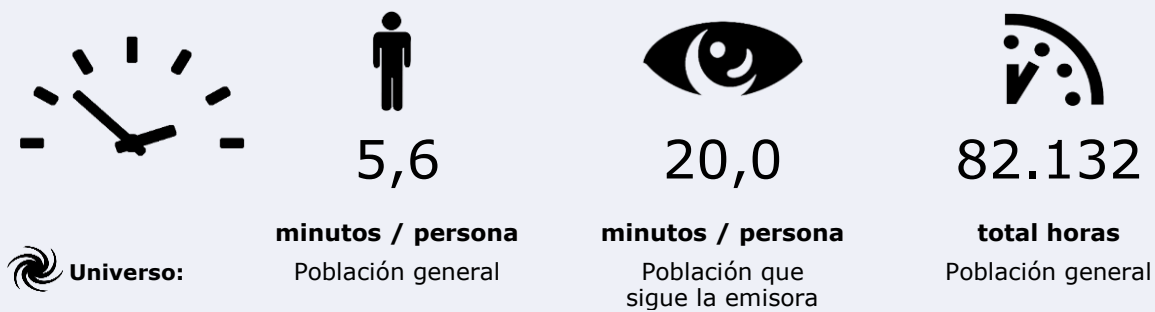 5,6
20,0
82.132
minutos / persona
minutos / persona
total horas
Universo:
Población general
Población que
sigue la emisora
Población general